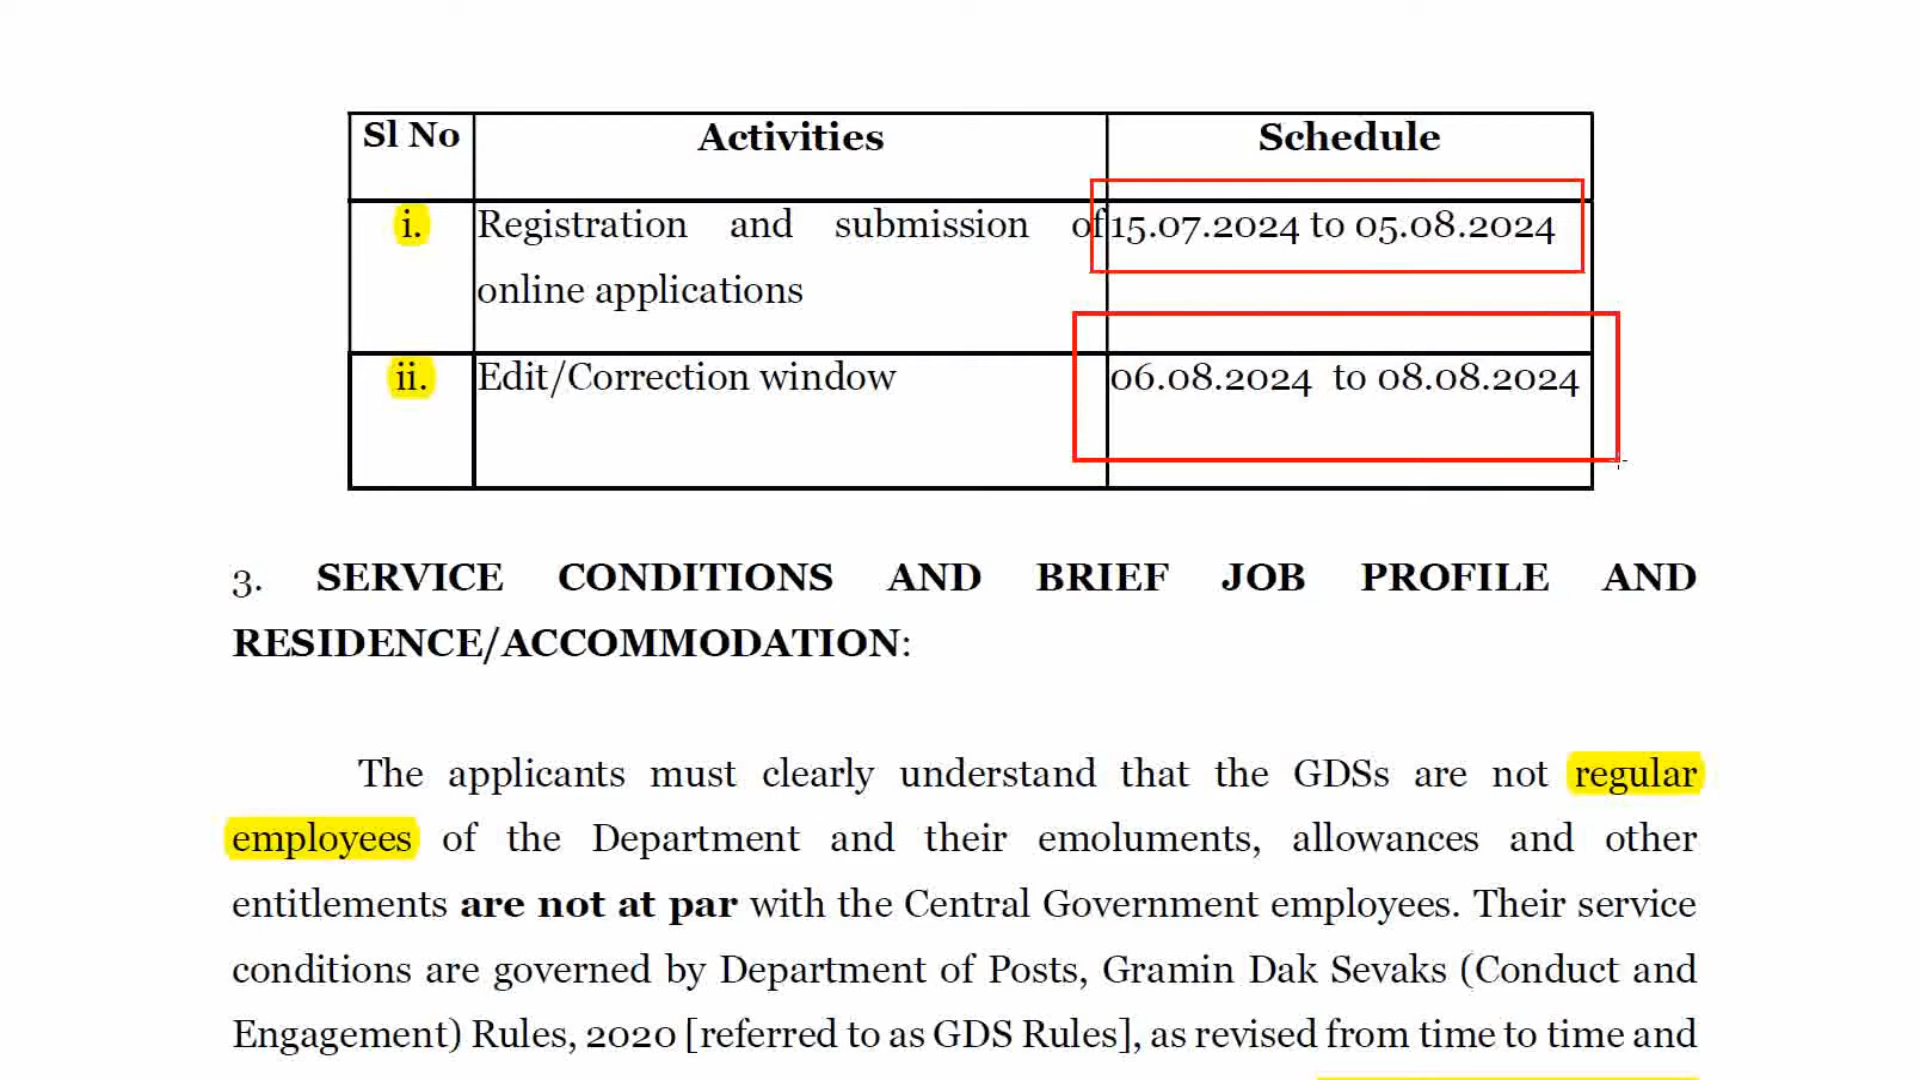 Sl No Activities Schedule
i. Registration and submission of 15.07.2024 to 05.08.2024
online applications
ii. Edit/Correction window 06.08.2024 to 08.08.2024
3. SERVICE CONDITIONS AND BRIEF JOB PROFILE AND
RESIDENCE/ACCOMMODATION:
The applicants must clearly understand that the GDSs are not regular
employees of the Department and their emoluments, allowances and other
entitlements are not at par with the Central Government employees. Their service
conditions are governed by Department of Posts, Gramin Dak Sevaks (Conduct and
Engagement) Rules, 2020 [referred to as GDS Rules], as revised from time to time and